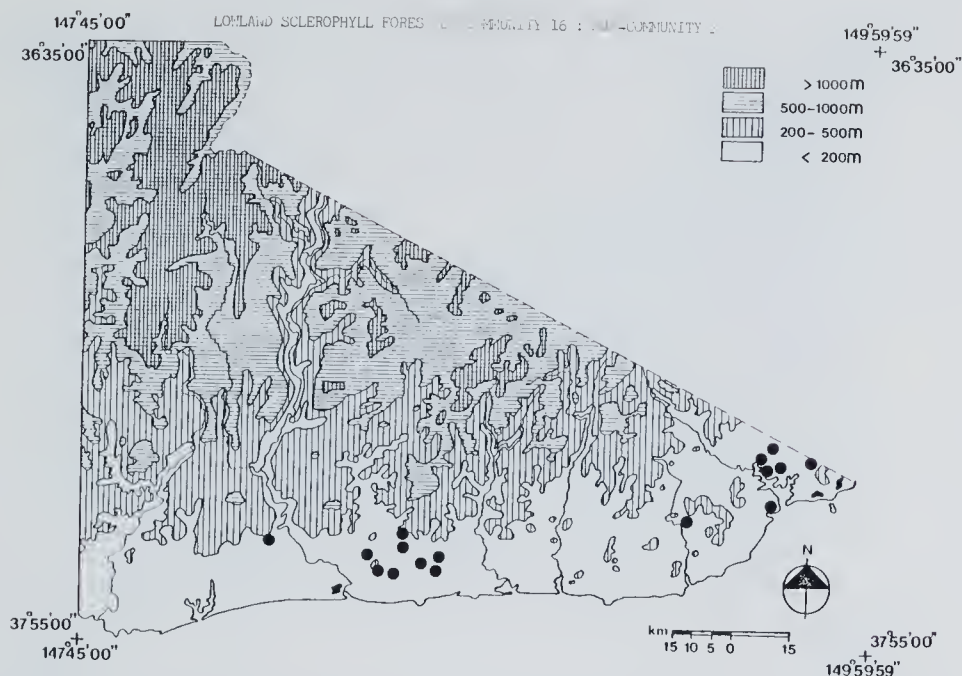 LOWLAND SCLEROPHYLL 16 :
147°45'00"
36°35'00"
149°59'59"
36°35'00"
> 1000m
500-1000m
200-500m
< 200m
N
km
15 10 5 0 15
37°55'00"
147°45'00"
37°55'00"
149°59'59"